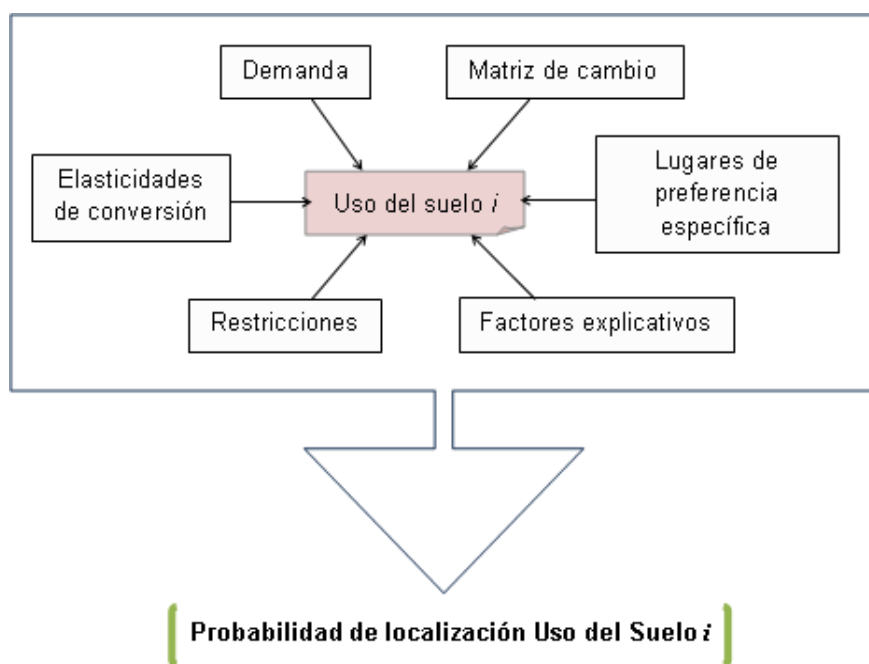 Demanda
Matriz de cambio
Elasticidades
de conversión
Uso del suelo i
Lugares de
preferencia
específica
Restricciones
Factores explicativos
Probabilidad de localización Uso del Suelo i